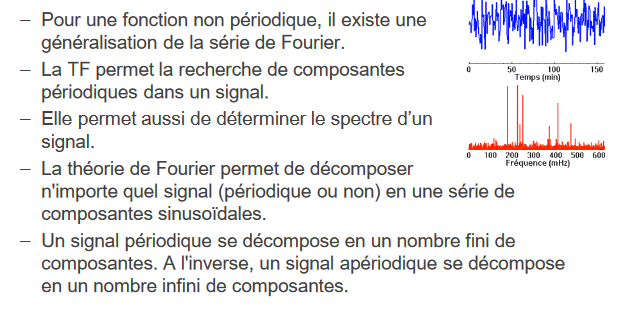 – Pour une fonction non périodique, il existe une
généralisation de la série de Fourier.
– La TF permet la recherche de composantes
périodiques dans un signal.
– Elle permet aussi de déterminer le spectre d’un
signal.
– La théorie de Fourier permet de décomposer
n'importe quel signal (périodique ou non) en une série de
composantes sinusoïdales.
– Un signal périodique se décompose en un nombre fini de
composantes. A l'inverse, un signal apériodique se décompose
en un nombre infini de composantes.
0 50 100 150
Temps (min)
0 100 200 300 400 500 600
Fréquence (mHz)